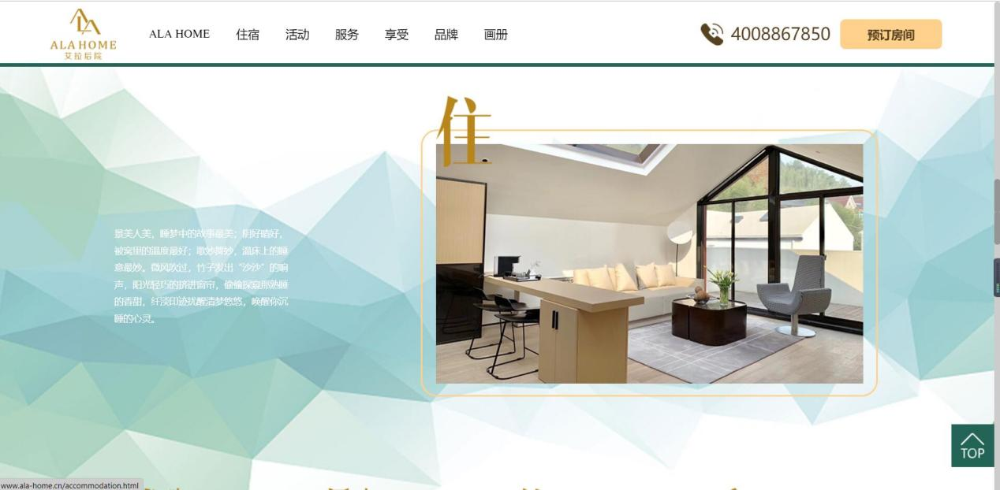 ALA HOME
艾拉后院
ALA HOME 住宿 活动 服务 享受 品牌 画册
4008867850
预订房间
住
景美人美，睡梦中的故事最美；阴好晴好，
被窝里的温度最好；歌妙舞妙，温床上的睡
意最妙。微风吹过，竹子发出“沙沙”的响
声，阳光轻巧的挤进窗帘，偷偷探窥那熟睡
的香甜，纤淡印迹扰醒清梦悠悠，唤醒你沉
睡的心灵。
TOP
www.ala-home.cn/accommodation.html